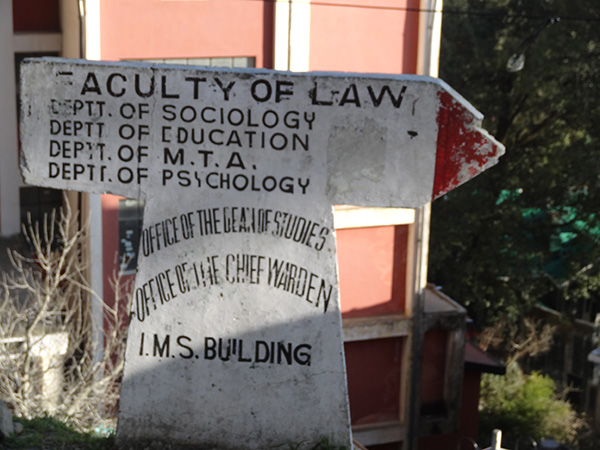 FACULTY OF LAW
DEPTT. OF SOCIOLOGY
DEPTT OF EDUCATION
DEPTT. OF M.T.A.
DEPTT. OF PSYCHOLOGY
OFFICE OF THE DEAN OF STUDIES
OFFICE OF THE CHIEF WARDEN
I.M.S. BUILDING